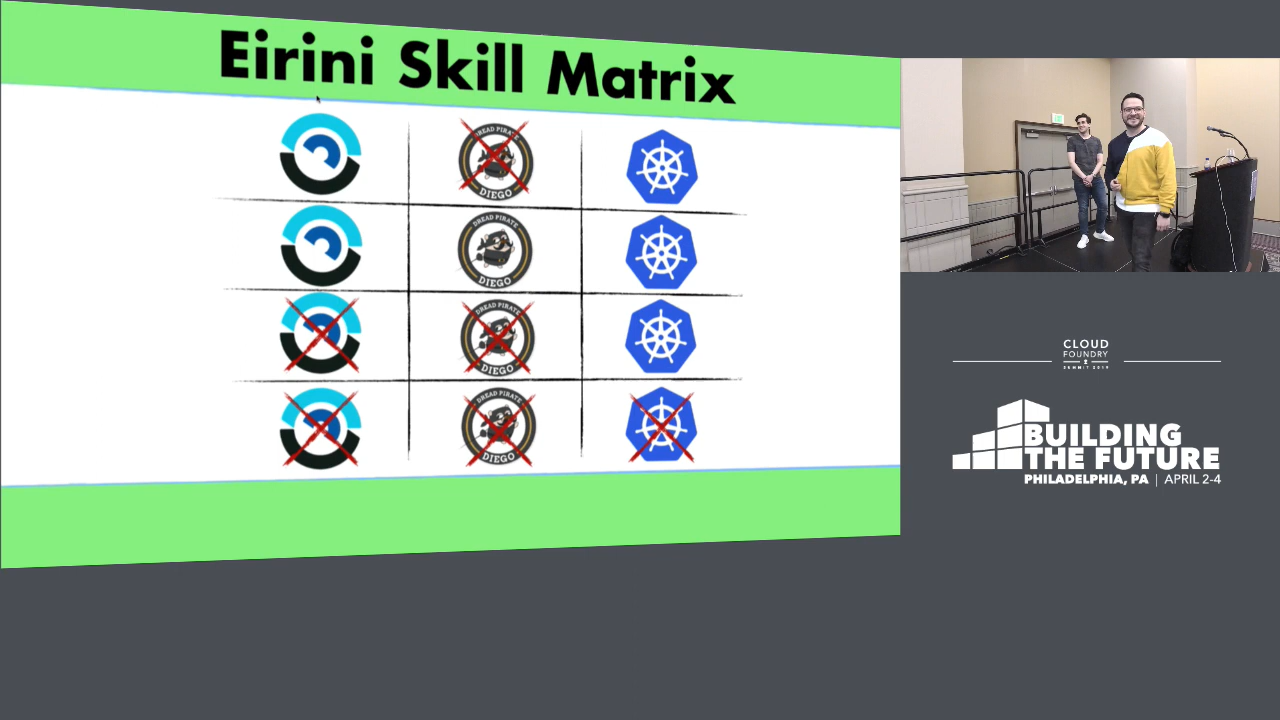 Eirini Skill Matrix
DREAD PIRATE
DIEGO
DREAD PIRATE
DIEGO
DREAD PIRATE
DIEGO
DREAD PIRATE
DIEGO
CLOUD
FOUNDRY
SUMMIT 2019
BUILDING
THE FUTURE
PHILADELPHIA, PA | APRIL 2-4